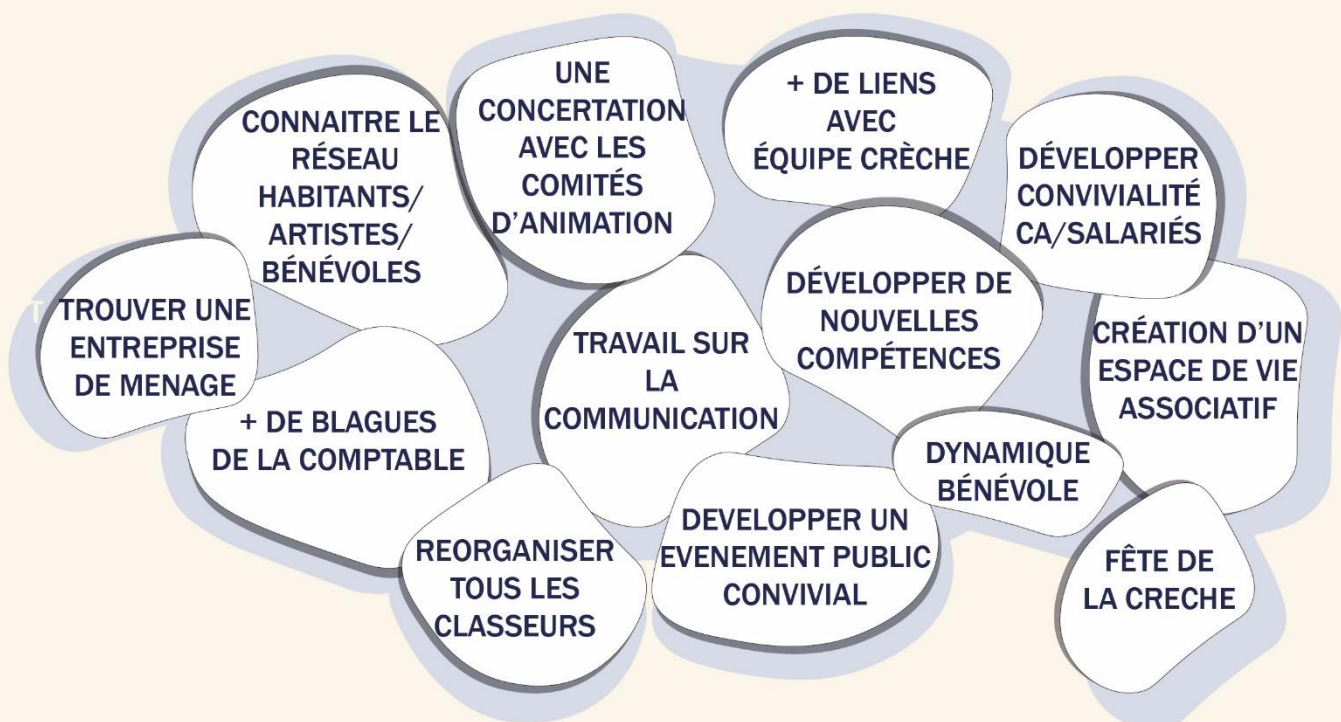 CONNAITRE LE
RÉSEAU
HABITANTS/
ARTISTES/
BÉNÉVOLES
UNE
CONCERTATION
AVEC LES
COMITÉS
D'ANIMATION
+ DE LIENS
AVEC
ÉQUIPE CRÈCHE
DÉVELOPPER
CONVIVIALITÉ
CA/SALARIÉS
T
TROUVER UNE
ENTREPRISE
DE MENAGE
+ DE BLAGUES
DE LA COMPTABLE
TRAVAIL SUR
LA
COMMUNICATION
DÉVELOPPER DE
NOUVELLES
COMPÉTENCES
CRÉATION D'UN
ESPACE DE VIE
ASSOCIATIF
REORGANISER
TOUS LES
CLASSEURS
DEVELOPPER UN
EVENEMENT PUBLIC
CONVIVIAL
DYNAMIQUE
BÉNÉVOLE
FÊTE DE
LA CRECHE